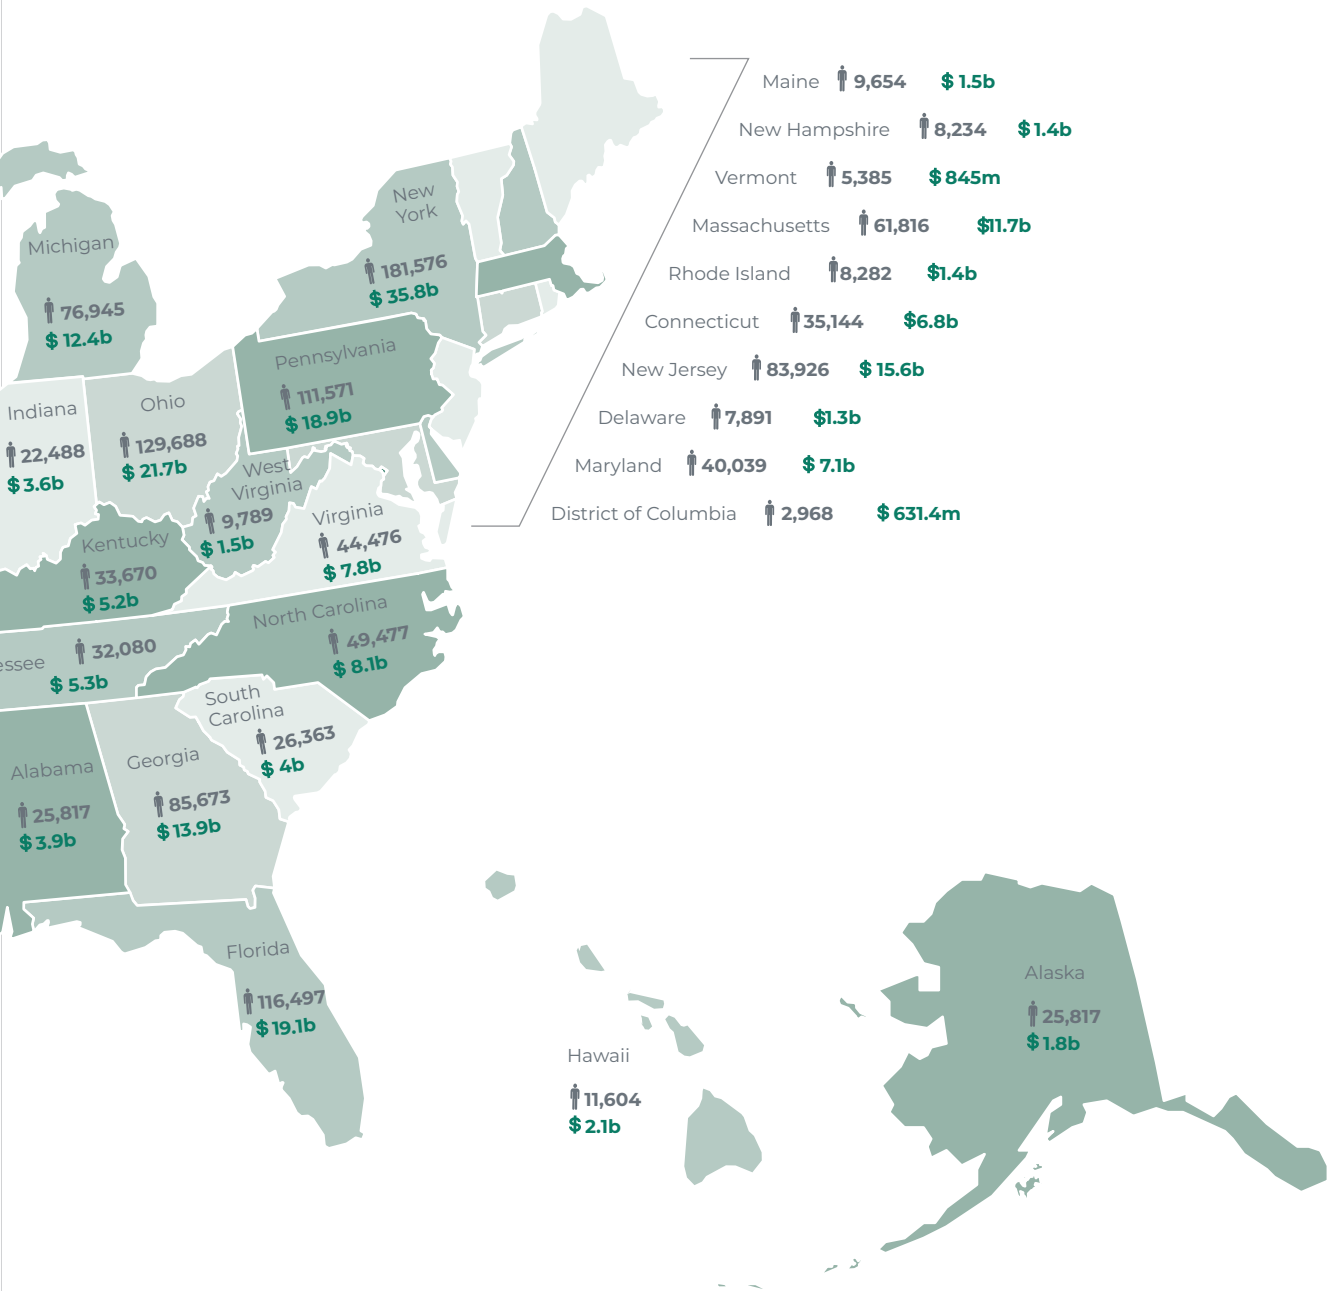 Maine 9,654 $ 1.5b
New Hampshire 8,234 $ 1.4b
Vermont 5,385 $ 845m
Massachusetts 61,816 $11.7b
Rhode Island 8,282 $1.4b
Connecticut 35,144 $6.8b
New Jersey 83,926 $ 15.6b
Delaware 7,891 $1.3b
Maryland 40,039 $ 7.1b
District of Columbia 2,968 $ 631.4m
New
York
181,576
$ 35.8b
Michigan
76,945
$ 12.4b
Pennsylvania
111,571
$ 18.9b
Indiana
22,488
$ 3.6b
Ohio
129,688
$ 21.7b
West
Virginia
9,789
$ 1.5b
Virginia
44,476
$ 7.8b
Kentucky
33,670
$ 5.2b
North Carolina
49,477
$ 8.1b
essee 32,080
$ 5.3b
South
Carolina
26,363
$ 4b
Georgia
85,673
$ 13.9b
Alabama
25,817
$ 3.9b
Florida
116,497
$ 19.1b
Hawaii
11,604
$ 2.1b
Alaska
25,817
$ 1.8b